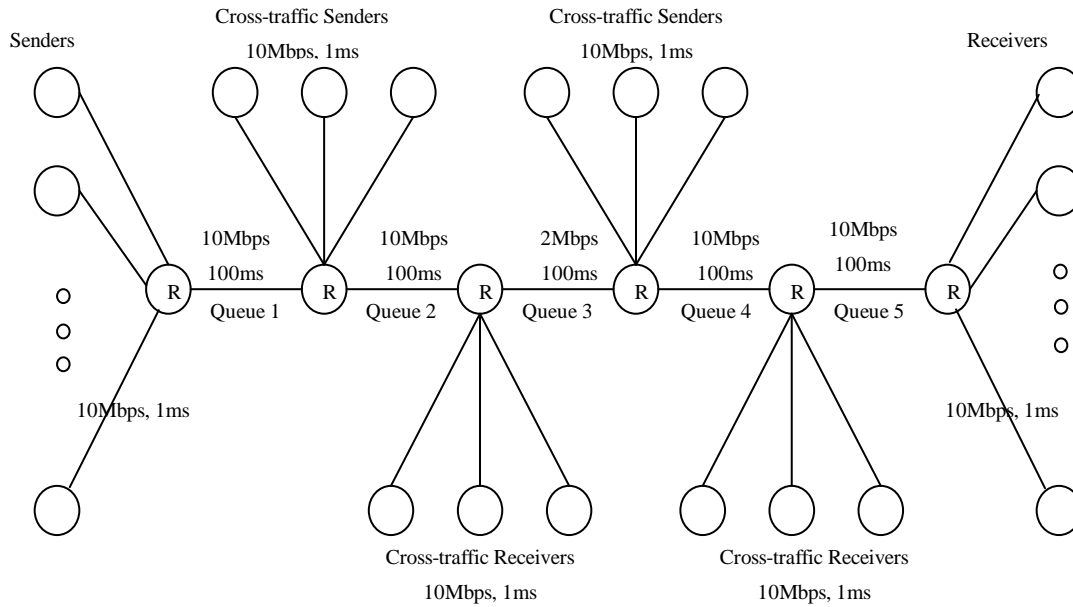 Cross-traffic Senders
10Mbps, 1ms
Cross-traffic Senders
10Mbps, 1ms
Senders
Receivers
10Mbps
100ms
Queue 1
10Mbps
100ms
Queue 2
2Mbps
100ms
Queue 3
10Mbps
100ms
Queue 4
10Mbps
100ms
Queue 5
R
R
R
R
R
R
10Mbps, 1ms
10Mbps, 1ms
Cross-traffic Receivers
10Mbps, 1ms
Cross-traffic Receivers
10Mbps, 1ms